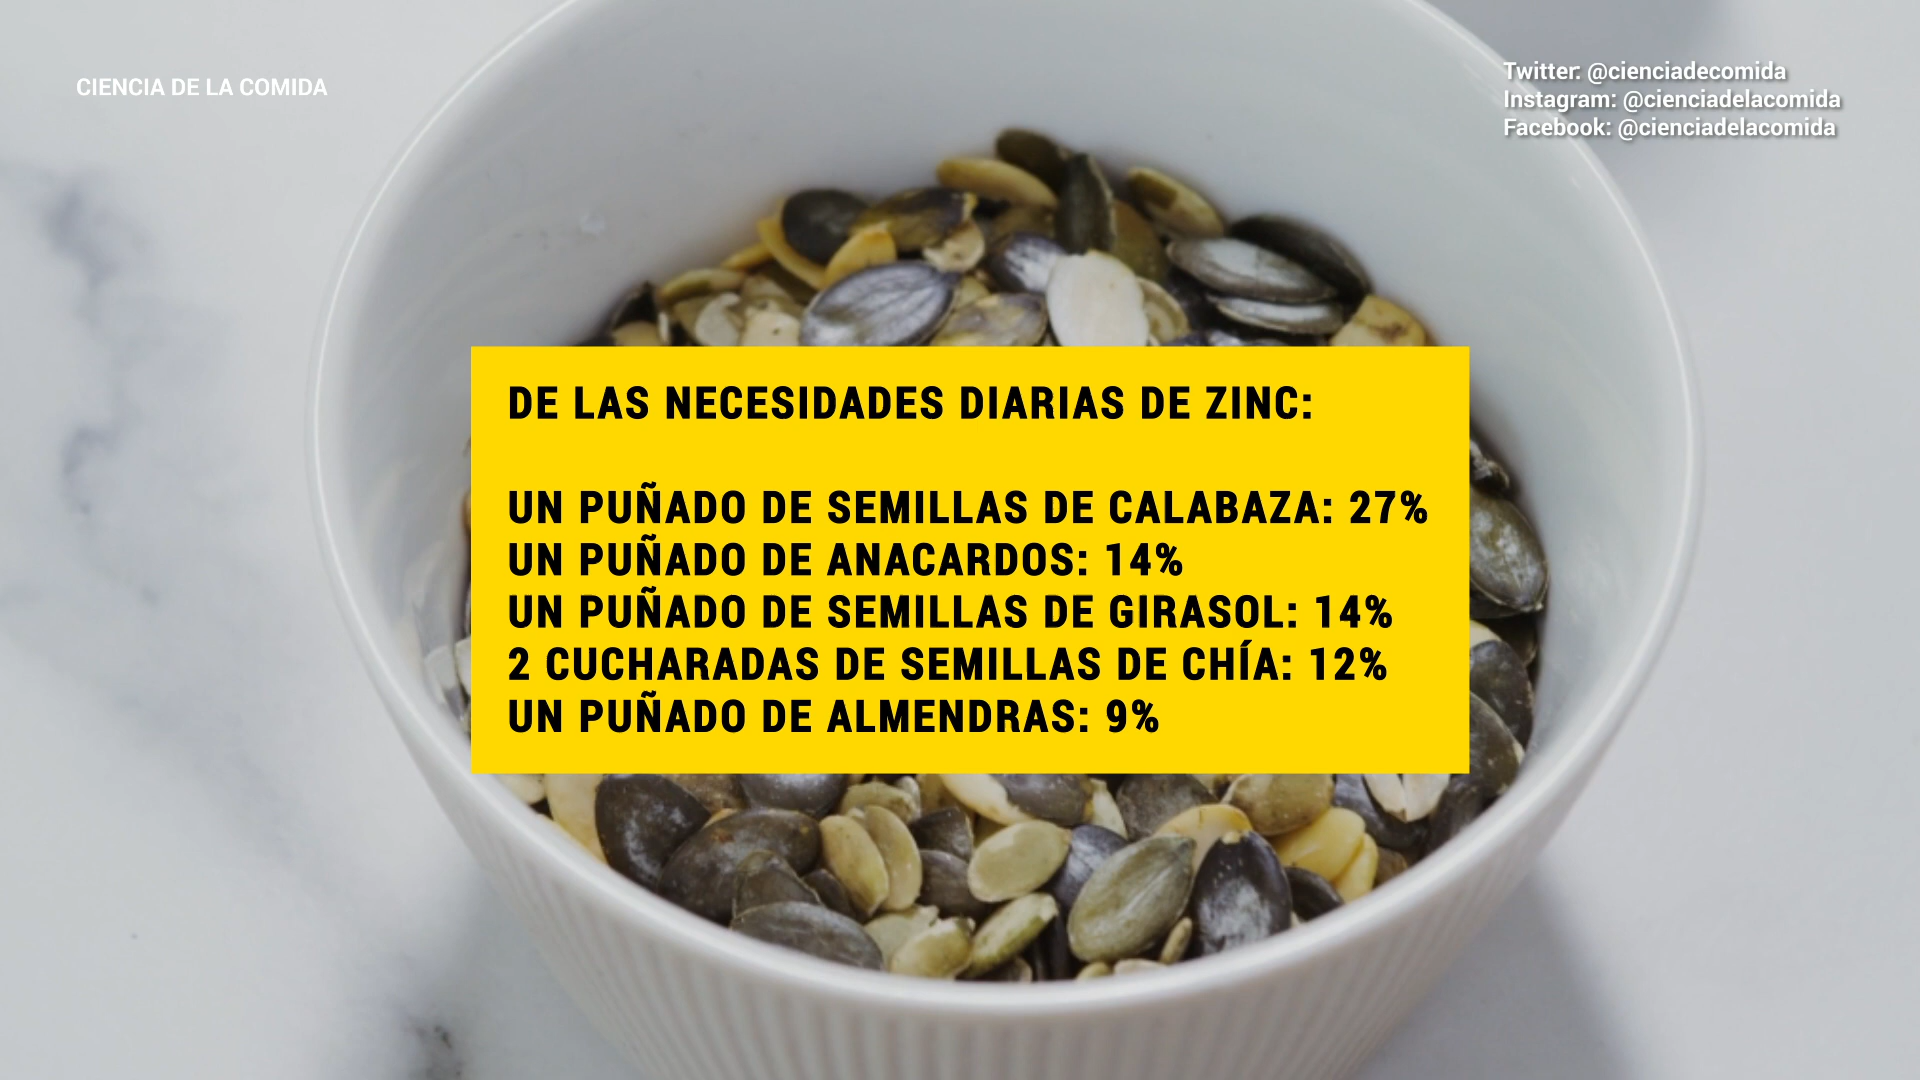 CIENCIA DE LA COMIDA
Twitter: @cienciadecomida
Instagram: @cienciadelacomida
Facebook: @cienciadelacomida
DE LAS NECESIDADES DIARIAS DE ZINC:
UN PUÑADO DE SEMILLAS DE CALABAZA: 27%
UN PUÑADO DE ANACARDOS: 14%
UN PUÑADO DE SEMILLAS DE GIRASOL: 14%
2 CUCHARADAS DE SEMILLAS DE CHÍA: 12%
UN PUÑADO DE ALMENDRAS: 9%